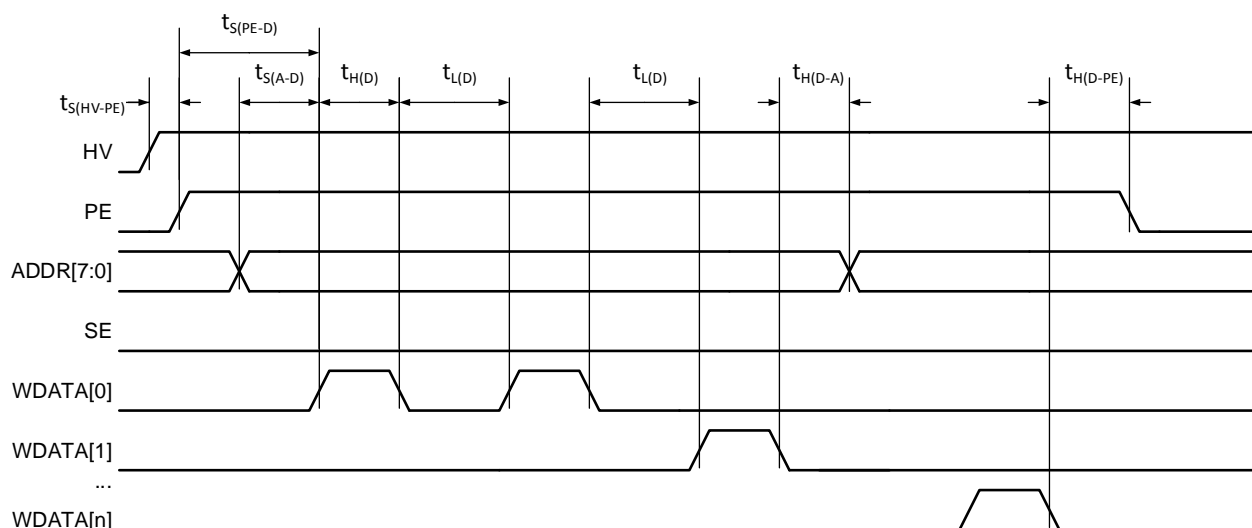 tS(PE-D)
tS(A-D) tH(D) tL(D) tL(D) tH(D-A) tH(D-PE)
tS(HV-PE)
HV
PE
ADDR[7:0]
SE
WDATA[0]
WDATA[1]
...
WDATA[n]